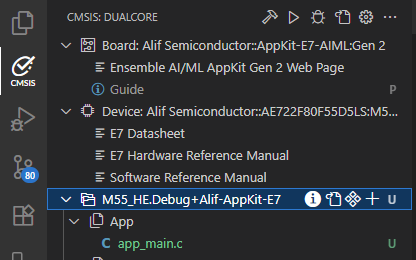 CMSIS: DUALCORE
Board: Alif Semiconductor::AppKit-E7-AIML:Gen 2
Ensemble AI/ML AppKit Gen 2 Web Page
CMSIS
Guide
Device: Alif Semiconductor::AE722F80F55D5LS:M5...
E7 Datasheet
E7 Hardware Reference Manual
80
Software Reference Manual
M55_HE.Debug+Alif-AppKit-E7 U
App
app_main.c U